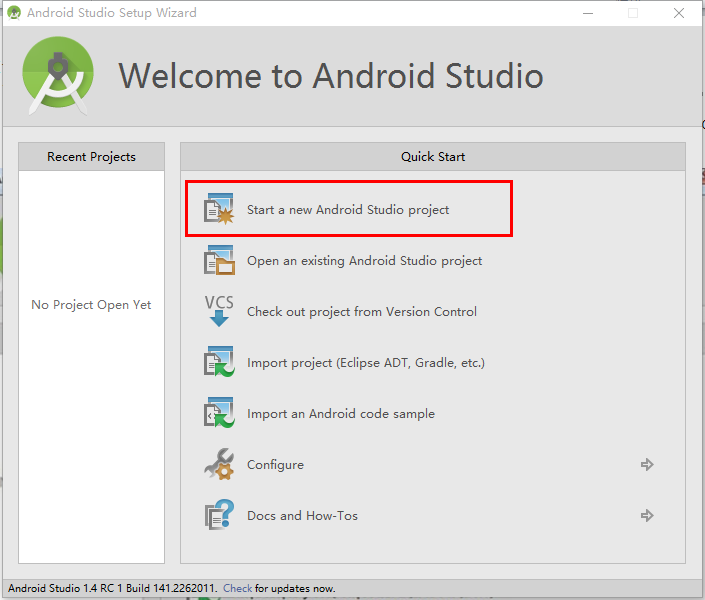 Android Studio Setup Wizard
Welcome to Android Studio
Recent Projects
No Project Open Yet
Quick Start
Start a new Android Studio project
Open an existing Android Studio project
VCS
Check out project from Version Control
Import project (Eclipse ADT, Gradle, etc.)
Import an Android code sample
Configure
Docs and How-Tos
Android Studio 1.4 RC 1 Build 141.2262011. Check for updates now.